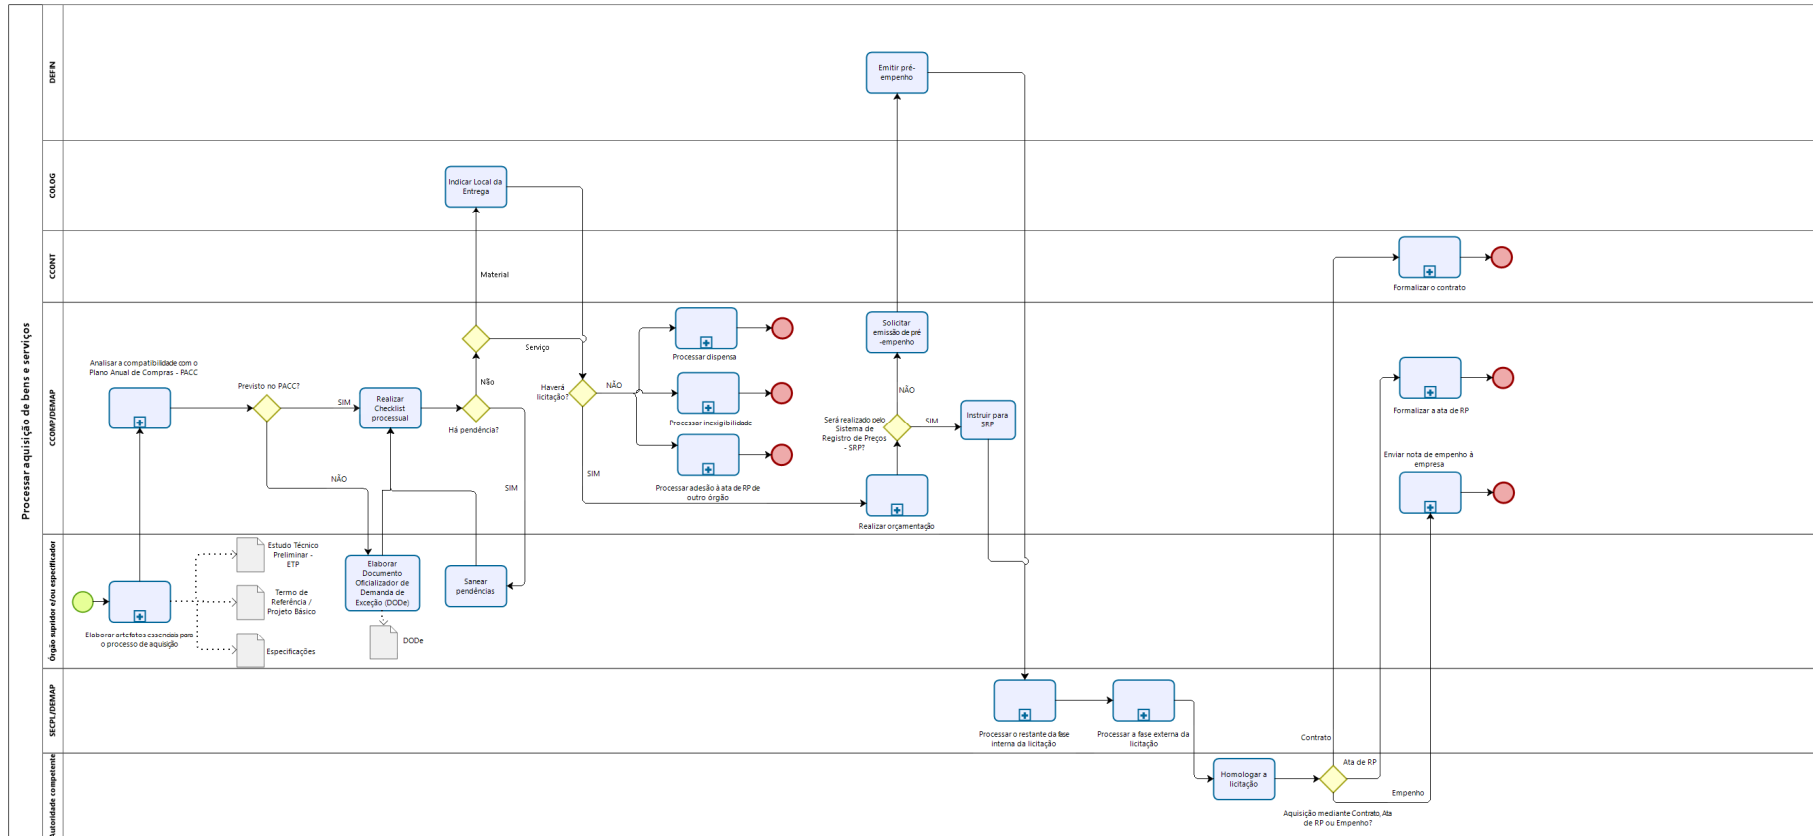 Processar aquisição de bens e serviço
DEFIN
Emitir pré-
empenho
COLOG
Indicar Local da
Entrega
CCONT
Material
Formalizar o contrato
CCOMP/DEMAP
Analisar a compatibilidade com o
Plano Anual de Compras - PACC
Previsto no PACC?
SIM
NÃO
Realizar
Checklist
processual
Há pendência?
Não
SIM
Serviço
Haverá
licitação?
NÃO
SIM
Processar dispensa
Processar inexigibilidade
Processar adesão à ata de RP de
outro órgão
Solicitar
emissão de pré
-empenho
NÃO
Será realizado pelo
Sistema de
Registro de Preços
- SRP?
SIM
Instruir para
SRP
Realizar orçamentação
Formalizar a ata de RP
Enviar nota de empenho à
empresa
Órgão supridor e/ou especificador
Elaborar artefatos essenciais para
o processo de aquisição
Estudo Técnico
Preliminar -
ETP
Termo de
Referência /
Projeto Básico
Especificações
Elaborar
Documento
Oficializador de
Demanda de
Exceção (DODe)
DODe
Sanear
pendências
SECPL/DEMAP
Processar o restante da fase
interna da licitação
Processar a fase externa da
licitação
Contrato
Autoridade competente
Homologar a
licitação
Ata de RP
Empenho
Aquisição mediante Contrato, Ata
de RP ou Empenho?